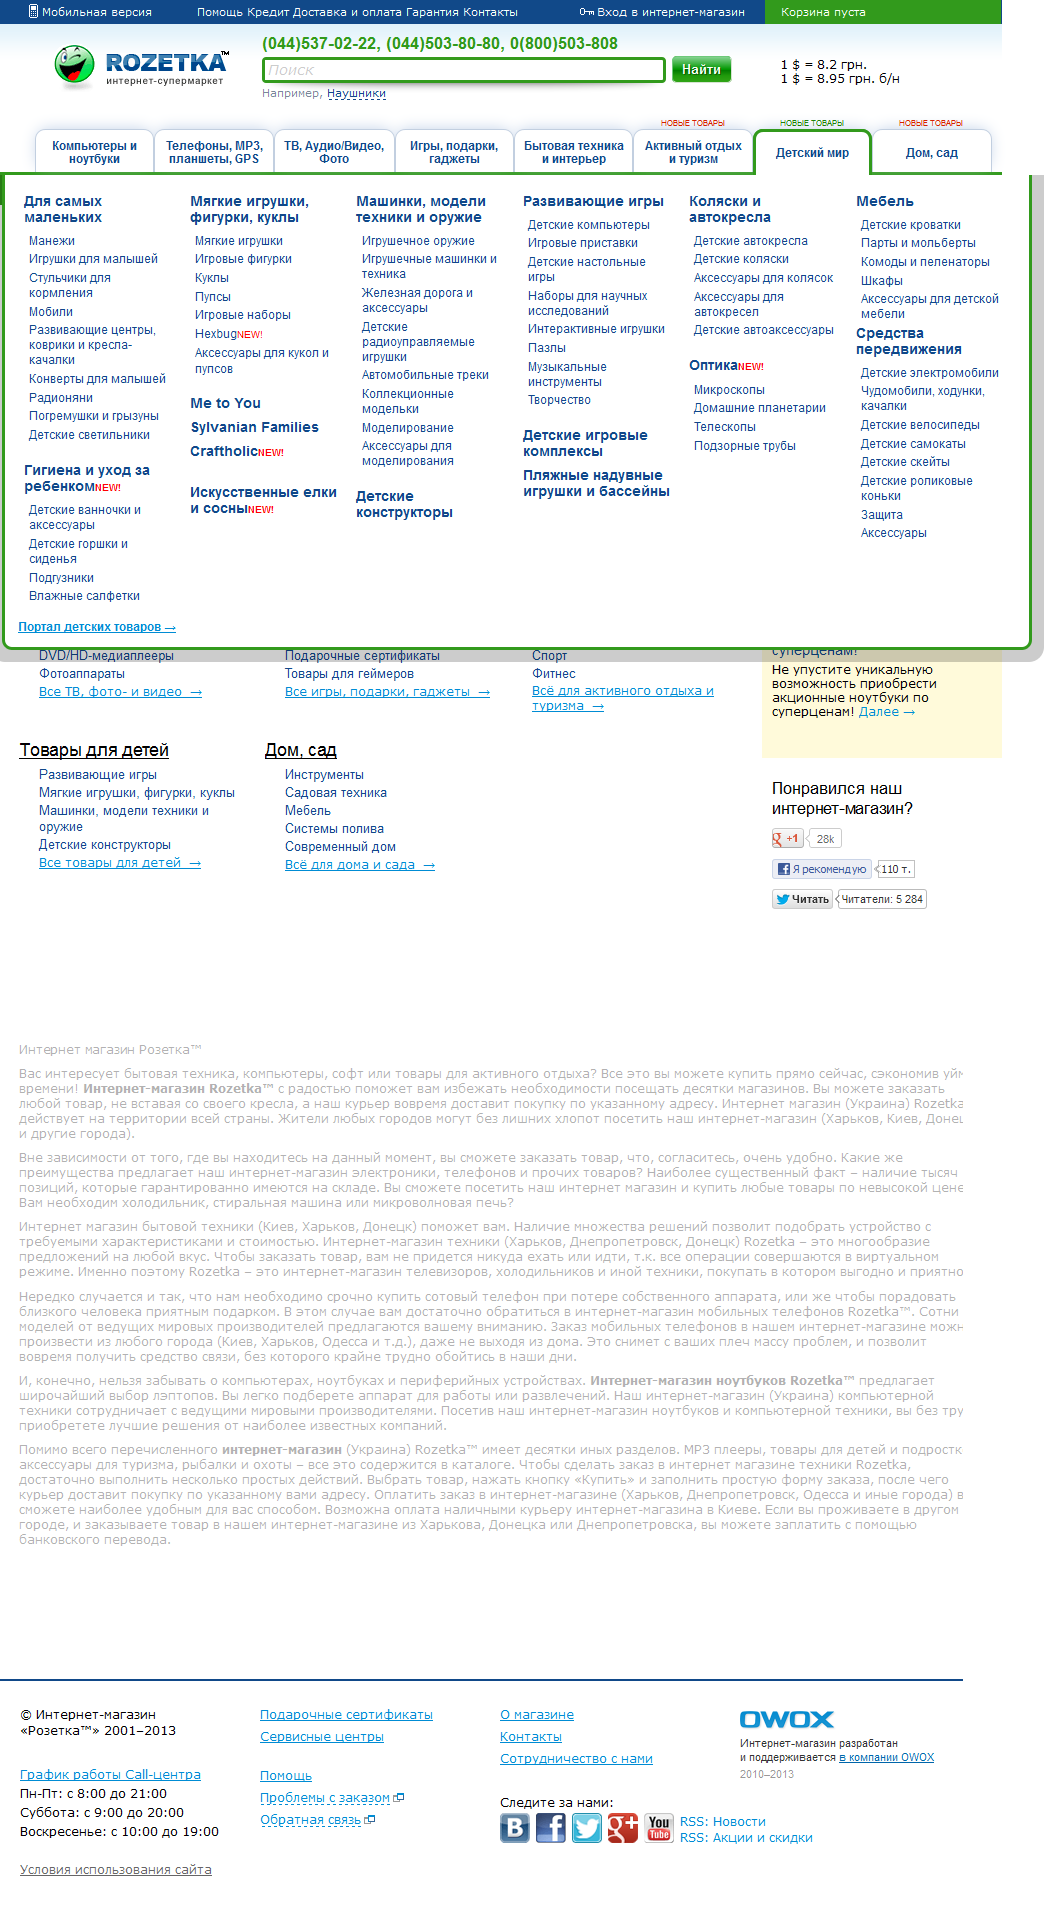 Мобильная версия
Помощь Кредит Доставка и оплата Гарантия Контакты
Вход в интернет-магазин
Корзина пуста
ROZETKA™
интернет-супермаркет
(044)537-02-22, (044)503-80-80, 0(800)503-808
Поиск
Найти
Например, Наушники
1 $ = 8.2 грн.
1 $ = 8.95 грн. б/н
НОВЫЕ ТОВАРЫ
НОВЫЕ ТОВАРЫ
НОВЫЕ ТОВАРЫ
Компьютеры и
ноутбуки
Телефоны, MP3,
планшеты, GPS
ТВ, Аудио/Видео,
Фото
Игры, подарки,
гаджеты
Бытовая техника
и интерьер
Активный отдых
и туризм
Детский мир
Дом, сад
Для самых
маленьких
Манежи
Игрушки для малышей
Стульчики для
кормления
Мобили
Развивающие центры,
коврики и кресла-
качалки
Конверты для малышей
Радионяни
Погремушки и грызуны
Детские светильники
Гигиена и уход за
ребенкомNEW!
Детские ванночки и
аксессуары
Детские горшки и
сиденья
Подгузники
Влажные салфетки
Мягкие игрушки,
фигурки, куклы
Мягкие игрушки
Игровые фигурки
Куклы
Пупсы
Игровые наборы
HexbugNEW!
Аксессуары для кукол и
пупсов
Me to You
Sylvanian Families
CraftholicNEW!
Искусственные елки
и сосныNEW!
Машинки, модели
техники и оружие
Игрушечное оружие
Игрушечные машинки и
техника
Железная дорога и
аксессуары
Детские
радиоуправляемые
игрушки
Автомобильные треки
Коллекционные
модельки
Моделирование
Аксессуары для
моделирования
Детские
конструкторы
Развивающие игры
Детские компьютеры
Игровые приставки
Детские настольные
игры
Наборы для научных
исследований
Интерактивные игрушки
Пазлы
Музыкальные
инструменты
Творчество
Детские игровые
комплексы
Пляжные надувные
игрушки и бассейны
Коляски и
автокресла
Детские автокресла
Детские коляски
Аксессуары для колясок
Аксессуары для
автокресел
Детские автоаксессуары
ОптикаNEW!
Микроскопы
Домашние планетарии
Телескопы
Подзорные трубы
Мебель
Детские кроватки
Парты и мольберты
Комоды и пеленаторы
Шкафы
Аксессуары для детской
мебели
Средства
передвижения
Детские электромобили
Чудомобили, ходунки,
качалки
Детские велосипеды
Детские самокаты
Детские скейты
Детские роликовые
коньки
Защита
Аксессуары
Портал детских товаров →
DVD/HD-медиаплееры
Фотоаппараты
Все ТВ, фото- и видео →
Подарочные сертификаты
Товары для геймеров
Все игры, подарки, гаджеты →
Спорт
Фитнес
Всё для активного отдыха и
туризма →
суперценам!
Не упустите уникальную
возможность приобрести
акционные ноутбуки по
суперценам! Далее →
Товары для детей
Развивающие игры
Мягкие игрушки, фигурки, куклы
Машинки, модели техники и
оружие
Детские конструкторы
Все товары для детей →
Дом, сад
Инструменты
Садовая техника
Мебель
Системы полива
Современный дом
Всё для дома и сада →
Понравился наш
интернет-магазин?
+1 28k
Я рекомендую 110 т.
Читать Читатели: 5 284
Интернет магазин Розетка™
Вас интересует бытовая техника, компьютеры, софт или товары для активного отдыха? Все это вы можете купить прямо сейчас, сэкономив уйм
времени! Интернет-магазин Rozetka™ с радостью поможет вам избежать необходимости посещать десятки магазинов. Вы можете заказать
любой товар, не вставая со своего кресла, а наш курьер вовремя доставит покупку по указанному адресу. Интернет магазин (Украина) Rozetka
действует на территории всей страны. Жители любых городов могут без лишних хлопот посетить наш интернет-магазин (Харьков, Киев, Донец
и другие города).
Вне зависимости от того, где вы находитесь на данный момент, вы сможете заказать товар, что, согласитесь, очень удобно. Какие же
преимущества предлагает наш интернет-магазин электроники, телефонов и прочих товаров? Наиболее существенный факт – наличие тысяч
позиций, которые гарантированно имеются на складе. Вы сможете посетить наш интернет магазин и купить любые товары по невысокой цене
Вам необходим холодильник, стиральная машина или микроволновая печь?
Интернет магазин бытовой техники (Киев, Харьков, Донецк) поможет вам. Наличие множества решений позволит подобрать устройство с
требуемыми характеристиками и стоимостью. Интернет-магазин техники (Харьков, Днепропетровск, Донецк) Rozetka – это многообразие
предложений на любой вкус. Чтобы заказать товар, вам не придется никуда ехать или идти, т.к. все операции совершаются в виртуальном
режиме. Именно поэтому Rozetka – это интернет-магазин телевизоров, холодильников и иной техники, покупать в котором выгодно и приятно
Нередко случается и так, что нам необходимо срочно купить сотовый телефон при потере собственного аппарата, или же чтобы порадовать
близкого человека приятным подарком. В этом случае вам достаточно обратиться в интернет-магазин мобильных телефонов Rozetka™. Сотни
моделей от ведущих мировых производителей предлагаются вашему вниманию. Заказ мобильных телефонов в нашем интернет-магазине можн
произвести из любого города (Киев, Харьков, Одесса и т.д.), даже не выходя из дома. Это снимет с ваших плеч массу проблем, и позволит
вовремя получить средство связи, без которого крайне трудно обойтись в наши дни.
И, конечно, нельзя забывать о компьютерах, ноутбуках и периферийных устройствах. Интернет-магазин ноутбуков Rozetka™ предлагает
широчайший выбор лэптопов. Вы легко подберете аппарат для работы или развлечений. Наш интернет-магазин (Украина) компьютерной
техники сотрудничает с ведущими мировыми производителями. Посетив наш интернет-магазин ноутбуков и компьютерной техники, вы без тру
приобретете лучшие решения от наиболее известных компаний.
Помимо всего перечисленного интернет-магазин (Украина) Rozetka™ имеет десятки иных разделов. MP3 плееры, товары для детей и подростк
аксессуары для туризма, рыбалки и охоты – все это содержится в каталоге. Чтобы сделать заказ в интернет магазине техники Rozetka,
достаточно выполнить несколько простых действий. Выбрать товар, нажать кнопку «Купить» и заполнить простую форму заказа, после чего
курьер доставит покупку по указанному вами адресу. Оплатить заказ в интернет-магазине (Харьков, Днепропетровск, Одесса и иные города) в
сможете наиболее удобным для вас способом. Возможна оплата наличными курьеру интернет-магазина в Киеве. Если вы проживаете в другом
городе, и заказываете товар в нашем интернет-магазине из Харькова, Донецка или Днепропетровска, вы можете заплатить с помощью
банковского перевода.
© Интернет-магазин
«Розетка™» 2001–2013
График работы Call-центра
Пн-Пт: с 8:00 до 21:00
Суббота: с 9:00 до 20:00
Воскресенье: с 10:00 до 19:00
Условия использования сайта
Подарочные сертификаты
Сервисные центры
Помощь
Проблемы с заказом
Обратная связь
О магазине
Контакты
Сотрудничество с нами
Следите за нами:
You Tube
RSS: Новости
RSS: Акции и скидки
OWOX
Интернет-магазин разработан
и поддерживается в компании OWOX
2010–2013